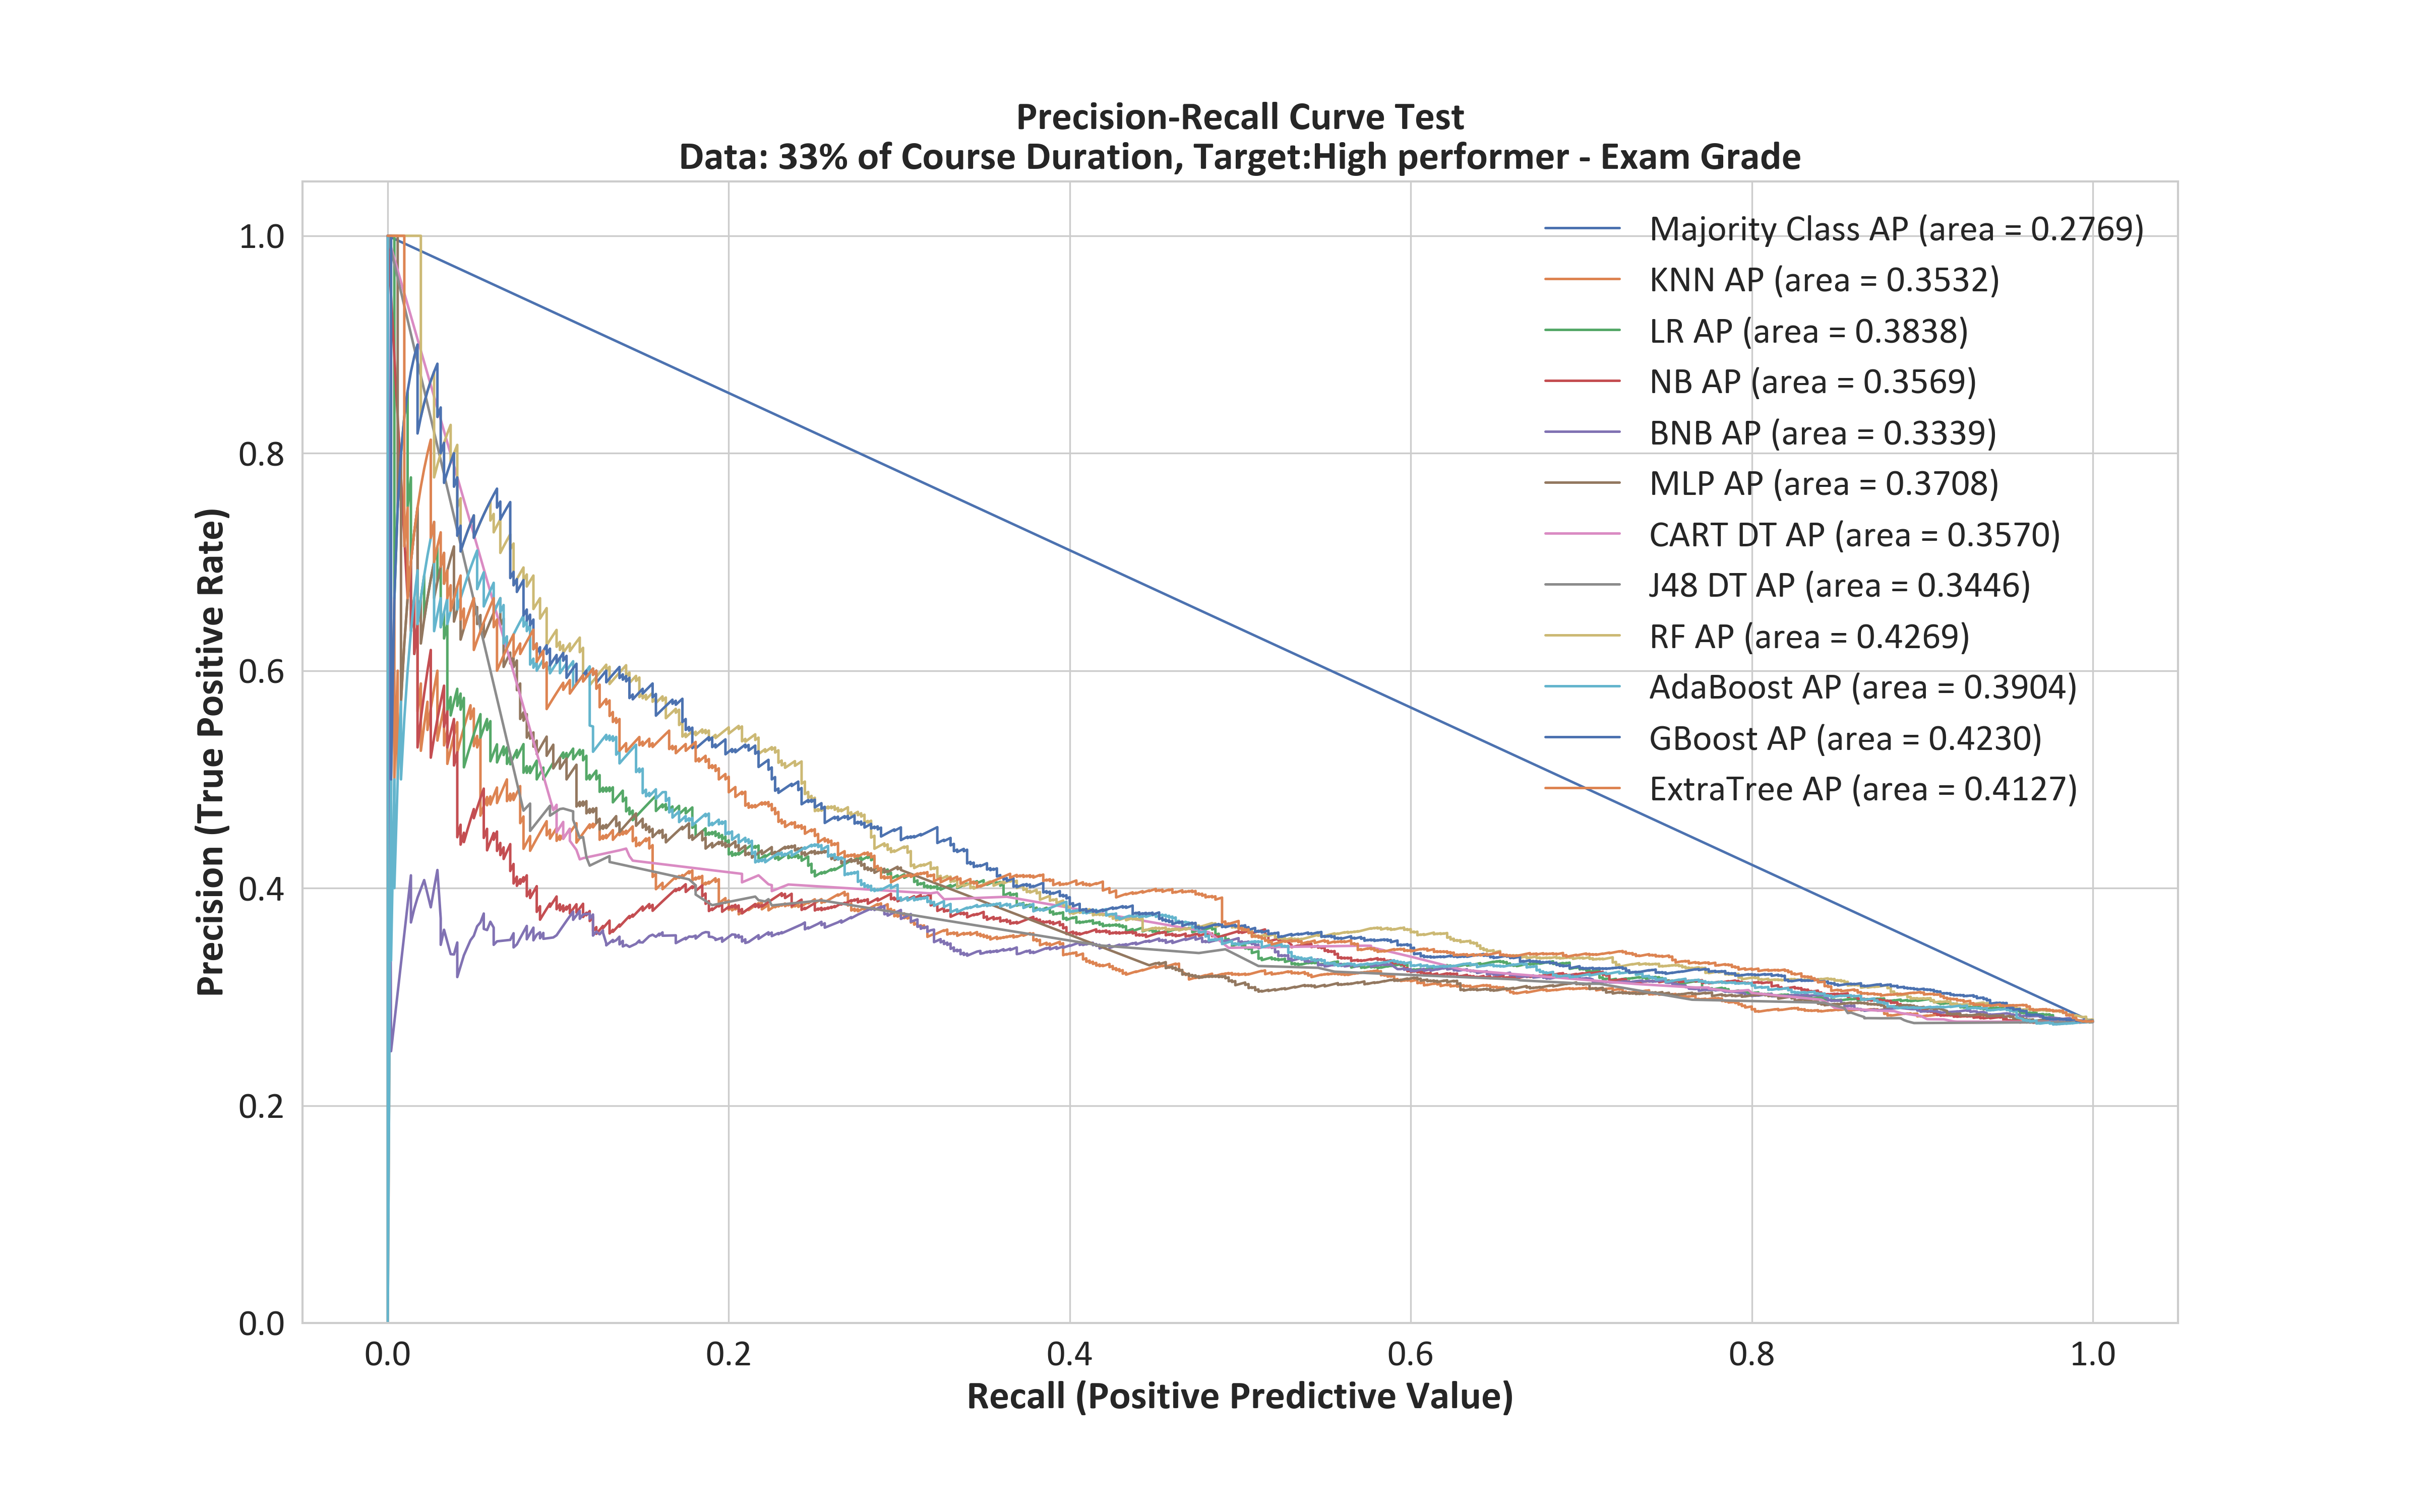 Precision-Recall Curve Test
Data: 33% of Course Duration, Target:High performer - Exam Grade
Precision (True Positive Rate)
1.0
0.8
0.6
0.4
0.2
0.0
Majority Class AP (area = 0.2769)
KNN AP (area = 0.3532)
LR AP (area = 0.3838)
NB AP (area = 0.3569)
BNB AP (area = 0.3339)
MLP AP (area = 0.3708)
CART DT AP (area = 0.3570)
J48 DT AP (area = 0.3446)
RF AP (area = 0.4269)
AdaBoost AP (area = 0.3904)
GBoost AP (area = 0.4230)
ExtraTree AP (area = 0.4127)
0.0 0.2 0.4 0.6 0.8 1.0
Recall (Positive Predictive Value)